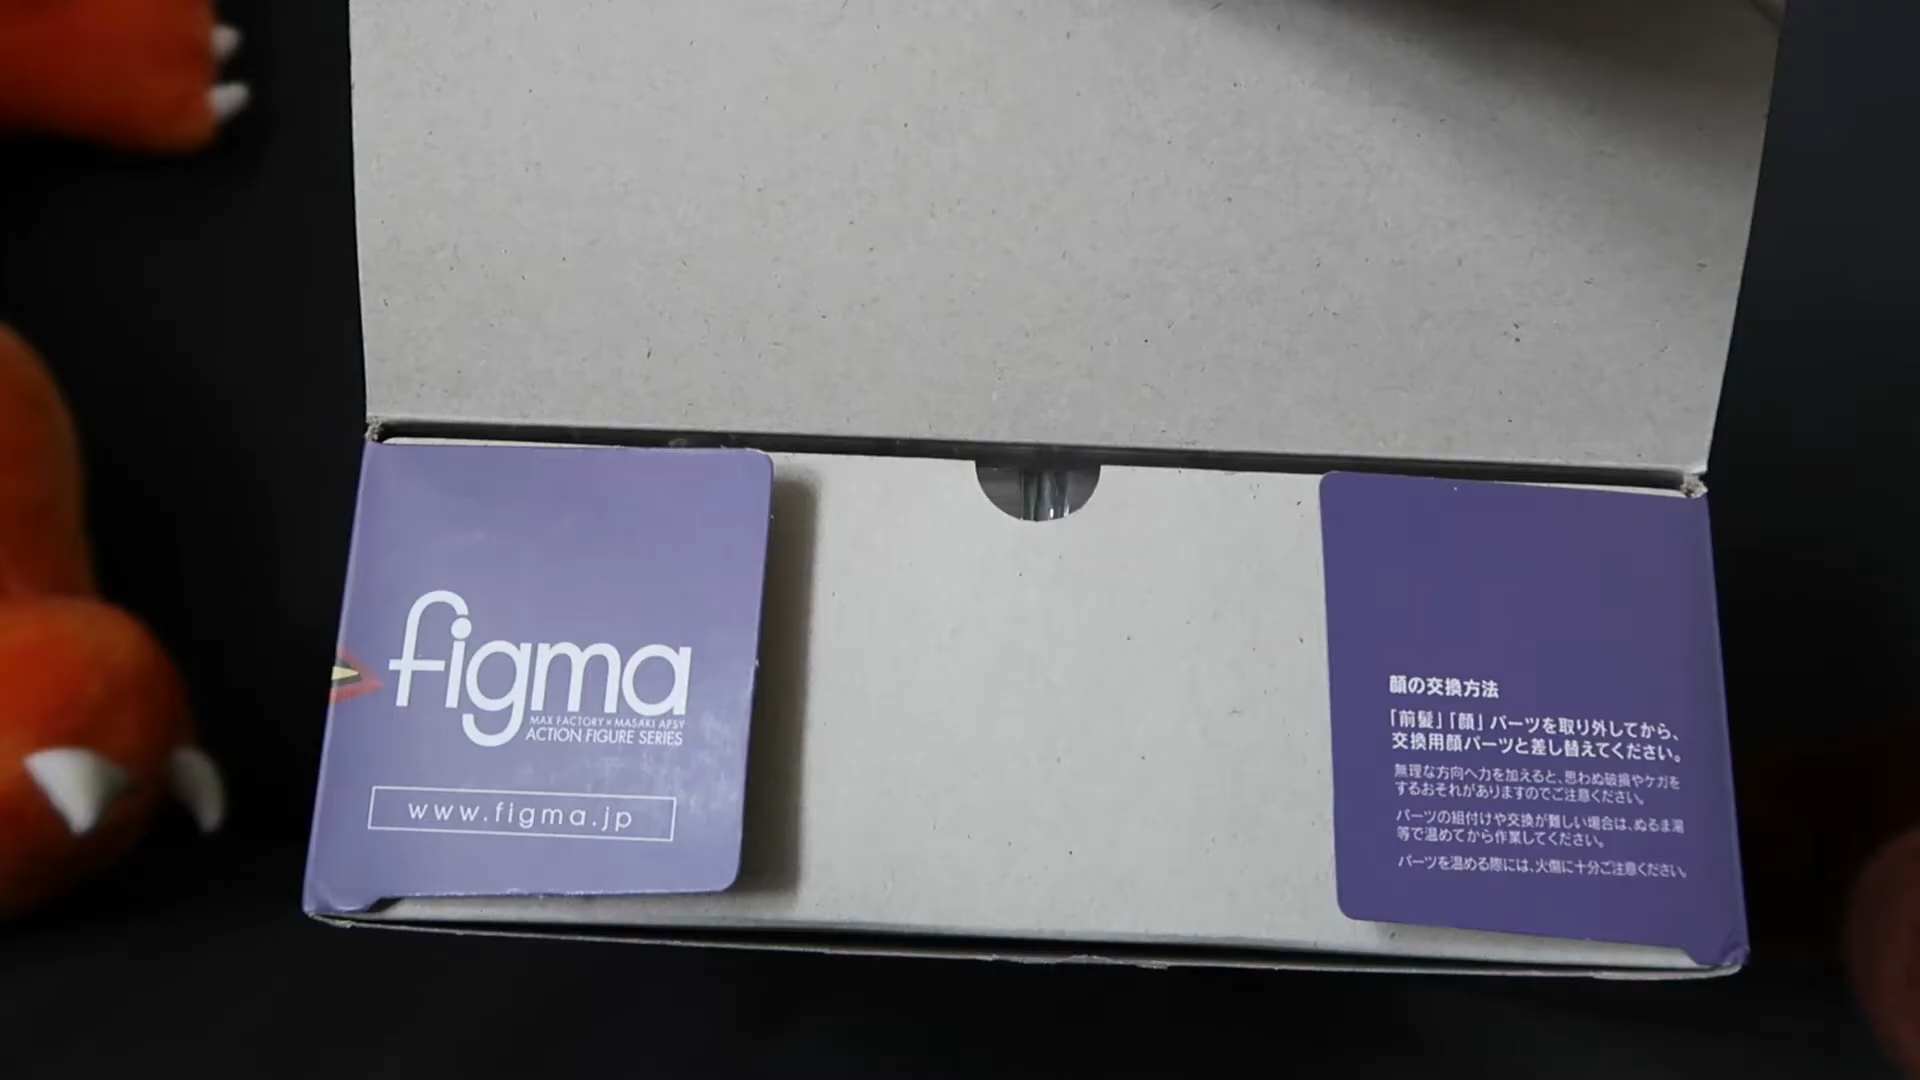 figma
MAX FACTORY × MASAKI APSY
ACTION FIGURE SERIES
www.figma.jp
顔の交換方法
「前髪」「顔」パーツを取り外してから、
交換用顔パーツと差し替えてください。
無理な方向へ力を加えると、思わぬ破損やケガを
するおそれがありますのでご注意ください。
パーツの組付けや交換が難しい場合は、ぬるま湯
等で温めてから作業してください。
パーツを温める際には、火傷に十分ご注意ください。